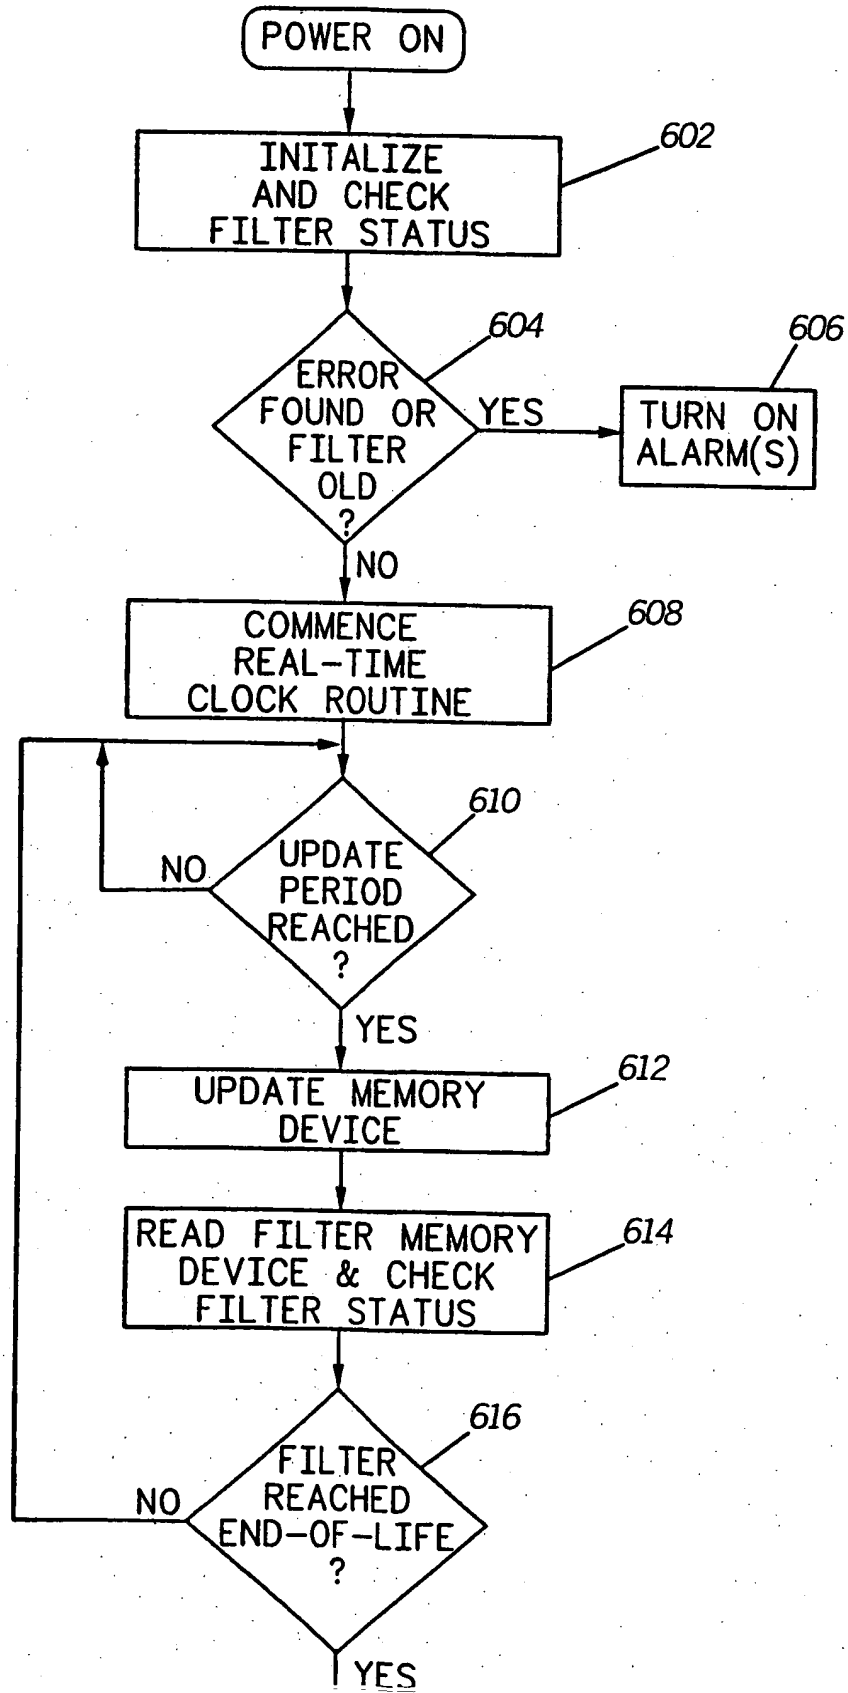 POWER ON
602
INITALIZE
AND CHECK
FILTER STATUS
604
606
ERROR
FOUND OR
FILTER
OLD
?
YES
TURN ON
ALARM(S)
NO
608
COMMENCE
REAL-TIME
CLOCK ROUTINE
610
UPDATE
PERIOD
REACHED
?
NO
YES
612
UPDATE MEMORY
DEVICE
614
READ FILTER MEMORY
DEVICE & CHECK
FILTER STATUS
616
FILTER
REACHED
END-OF-LIFE
?
NO
YES